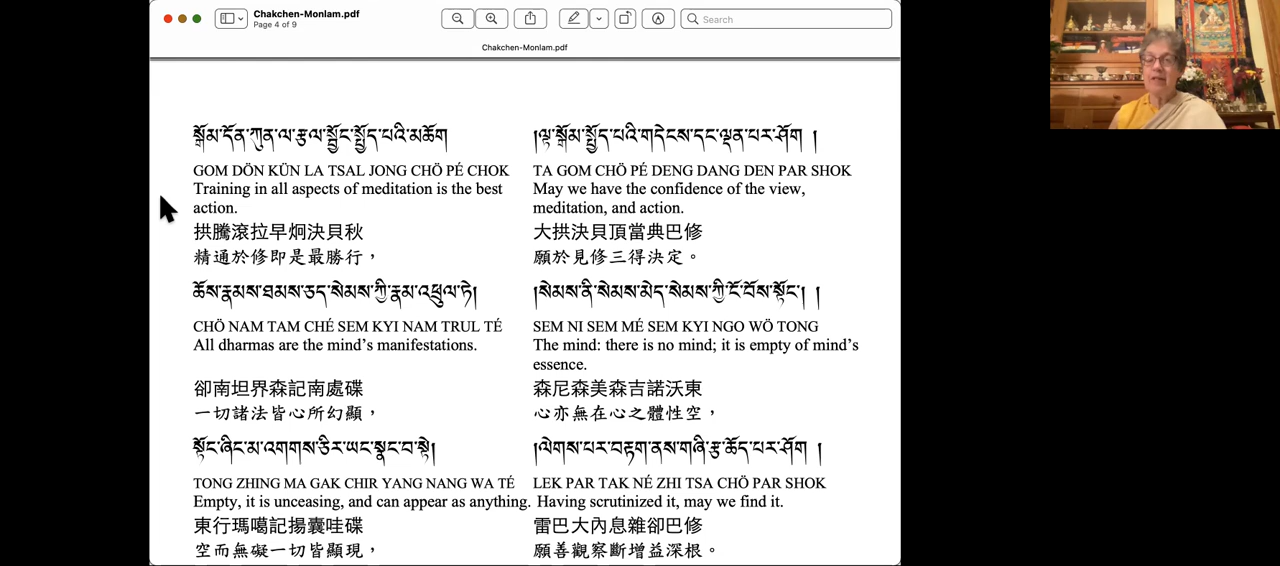 Chakchen-Monlam.pdf
Page 4 of 9
Search
Chakchen-Monlam.pdf
སྒོམ་དོན་ཀུན་ལ་རྩལ་སྦྱོང་སྤྱོད་པའི་མཆོག
།ལྟ་སྒོམ་སྤྱོད་པའི་གདེངས་དང་ལྡན་པར་ཤོག །
GOM DÖN KÜN LA TSAL JONG CHÖ PÉ CHOK
TA GOM CHÖ PÉ DENG DANG DEN PAR SHOK
Training in all aspects of meditation is the best
action.
May we have the confidence of the view,
meditation, and action.
拱騰滾拉早炯決貝秋
大拱決貝頂當典巴修
精通於修即是最勝行，
願於見修三得決定。
ཆོས་རྣམས་ཐམས་ཅད་སེམས་ཀྱི་རྣམ་འཕྲུལ་ཏེ།
།སེམས་ནི་སེམས་མེད་སེམས་ཀྱི་ངོ་བོས་སྟོང་། །
CHÖ NAM TAM CHÉ SEM KYI NAM TRUL TÉ
SEM NI SEM MÉ SEM KYI NGO WÖ TONG
All dharmas are the mind’s manifestations.
The mind: there is no mind; it is empty of mind’s
essence.
卻南坦界森記南處碟
森尼森美森吉諾沃東
一切諸法皆心所幻顯，
心亦無在心之體性空，
སྟོང་ཞིང་མ་འགགས་ཅིར་ཡང་སྣང་བ་སྟེ།
།ལེགས་པར་བརྟག་ནས་གཞི་རྩ་ཆོད་པར་ཤོག །
TONG ZHING MA GAK CHIR YANG NANG WA TÉ
LEK PAR TAK NÉ ZHI TSA CHÖ PAR SHOK
Empty, it is unceasing, and can appear as anything.
Having scrutinized it, may we find it.
東行瑪噶記揚囊哇碟
雷巴大內息雜卻巴修
空而無礙一切皆顯現，
願善觀察斷增益深根。